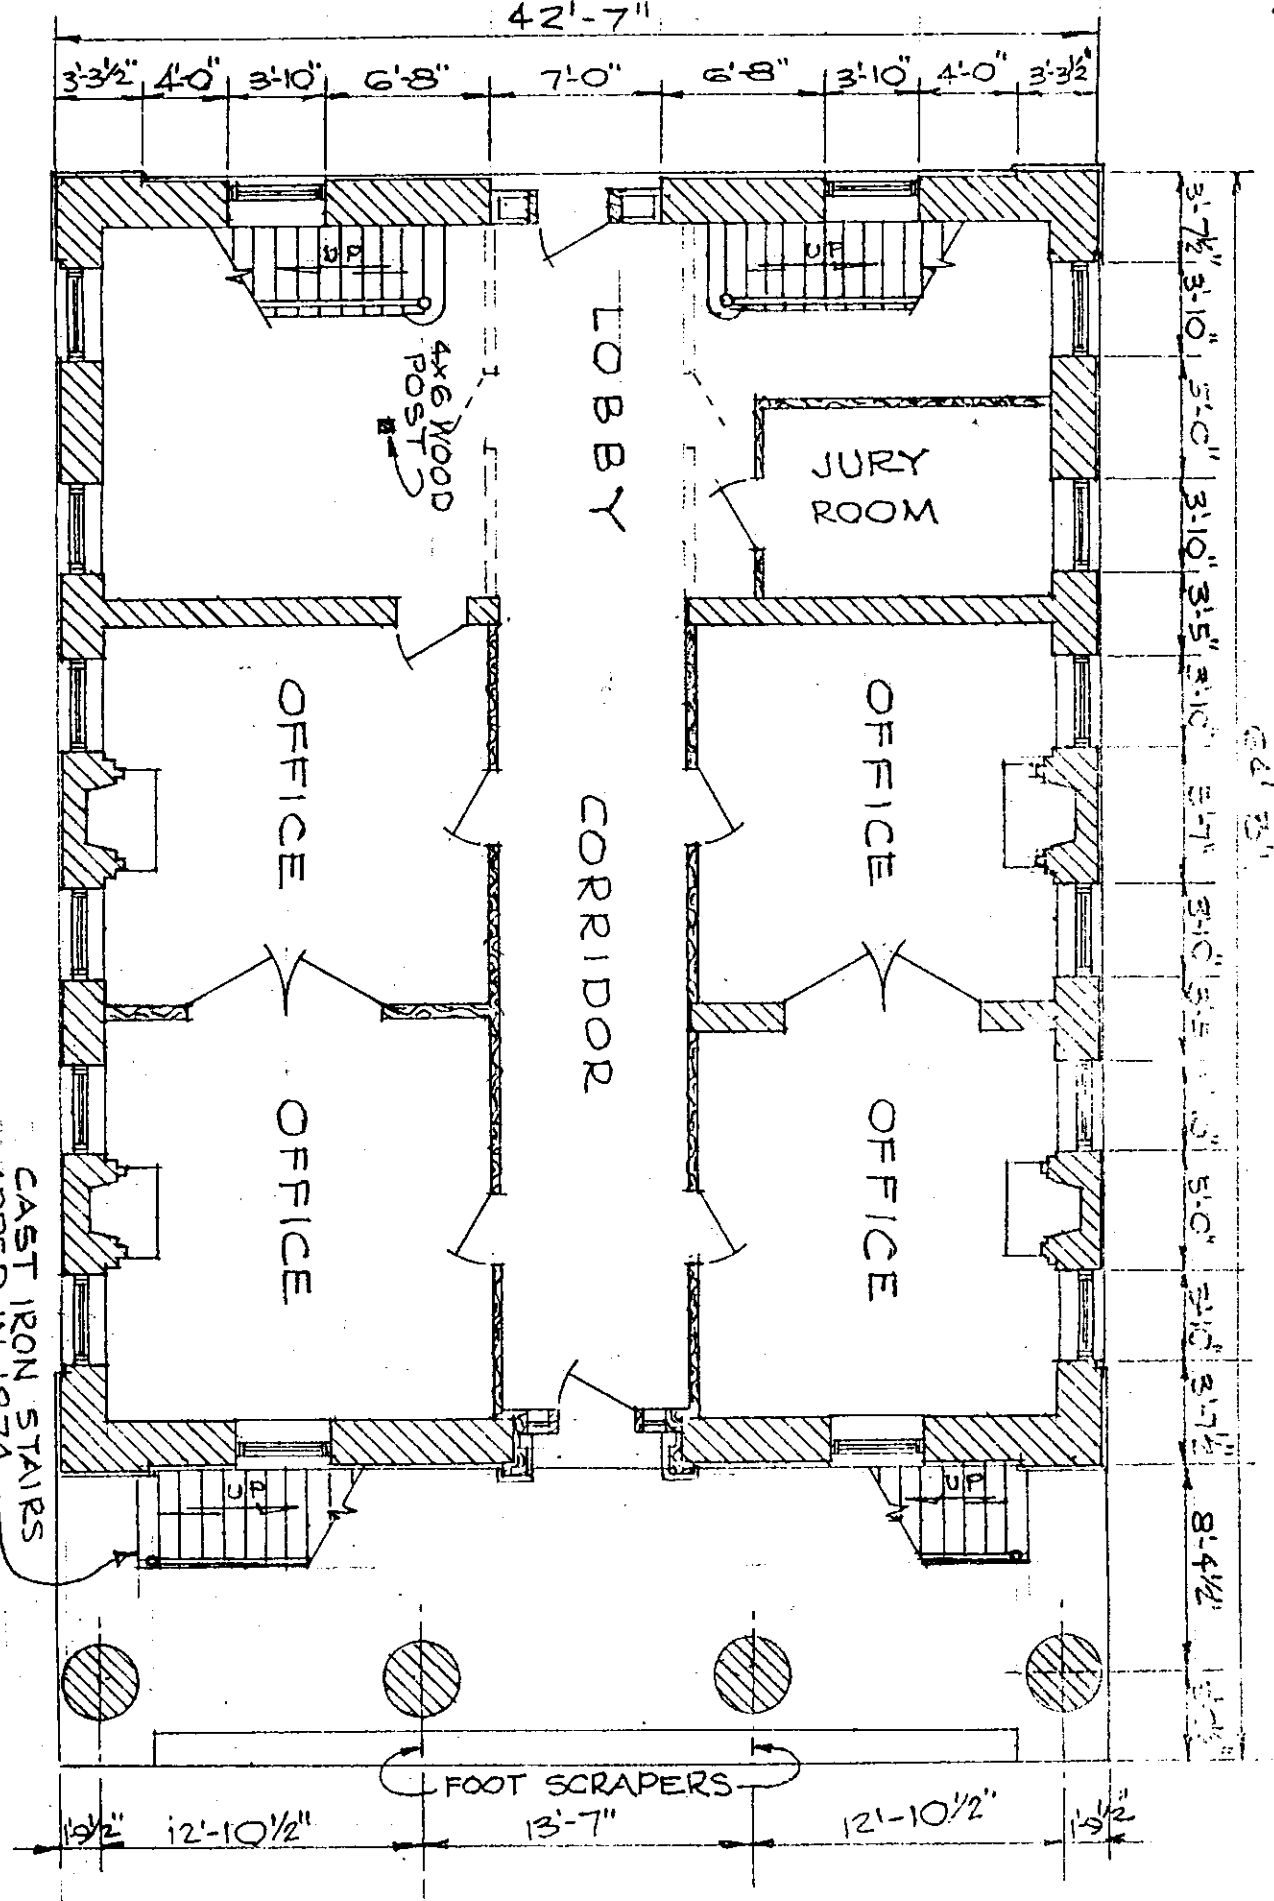 42'-7"
3'-3½" 4'-0" 3'-10" 6'-8" 7'-0" 6'-8" 3'-10" 4'-0" 3'-3½"
UP
UP
LOBBY
4x6 WOOD
POST
JURY
ROOM
3'-7½" 3'-10" 5'-0" 3'-10" 3'-5" 3'-10" 5'-7" 3'-10"
OFFICE
OFFICE
CORRIDOR
OFFICE
OFFICE
5'-0" 3'-10" 3'-7½" 8'-4½"
CAST IRON STAIRS
UP
UP
FOOT SCRAPERS
1'-9½" 12'-10½" 13'-7" 12'-10½" 1'-9½"